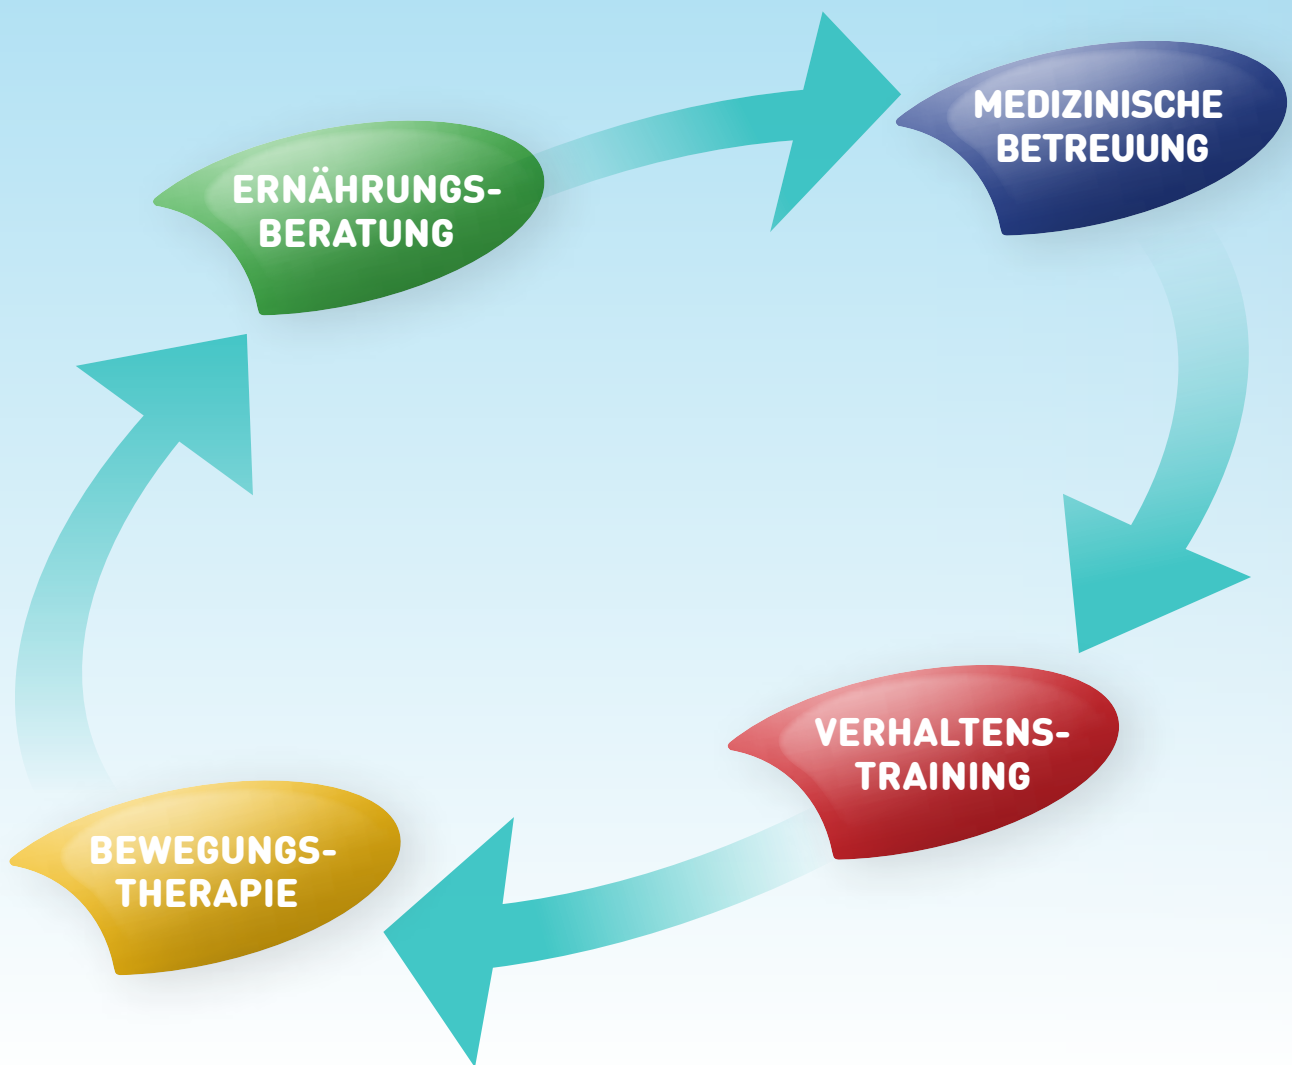 ERNÄHRUNGS-
BERATUNG
MEDIZINISCHE
BETREUUNG
VERHALTENS-
TRAINING
BEWEGUNGS-
THERAPIE